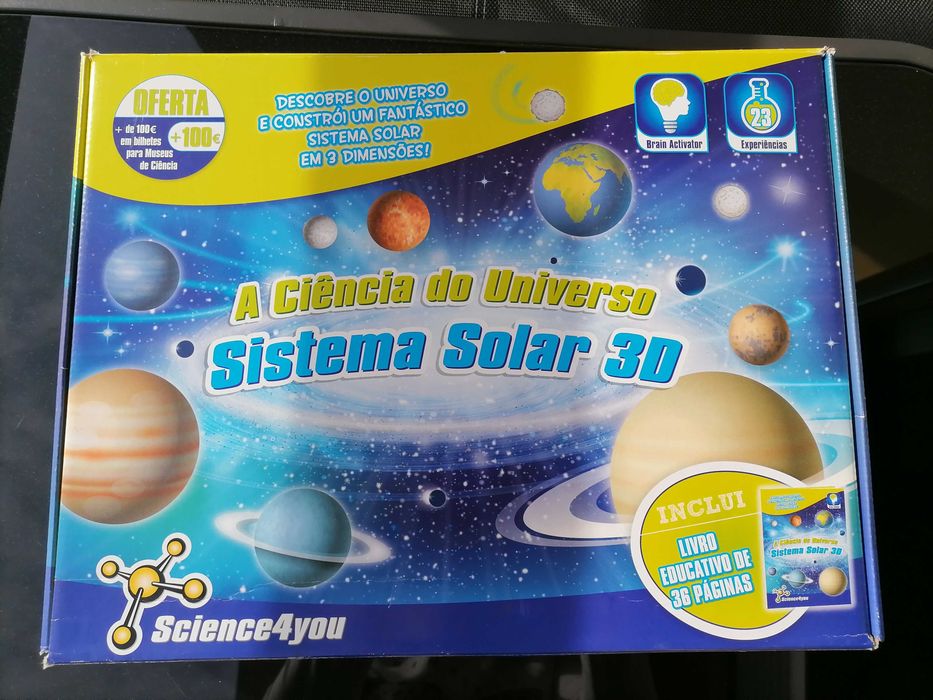 OFERTA
+ de 100€
em bilhetes
para Museus
de Ciência
+100€
DESCOBRE O UNIVERSO
E CONSTRÓI UM FANTÁSTICO
SISTEMA SOLAR
EM 3 DIMENSÕES!
Brain Activator
23
Experiências
A Ciência do Universo
Sistema Solar 3D
INCLUI
LIVRO
EDUCATIVO DE
36 PÁGINAS
A Ciência do Universo
Sistema Solar 3D
Science4you
Science4you